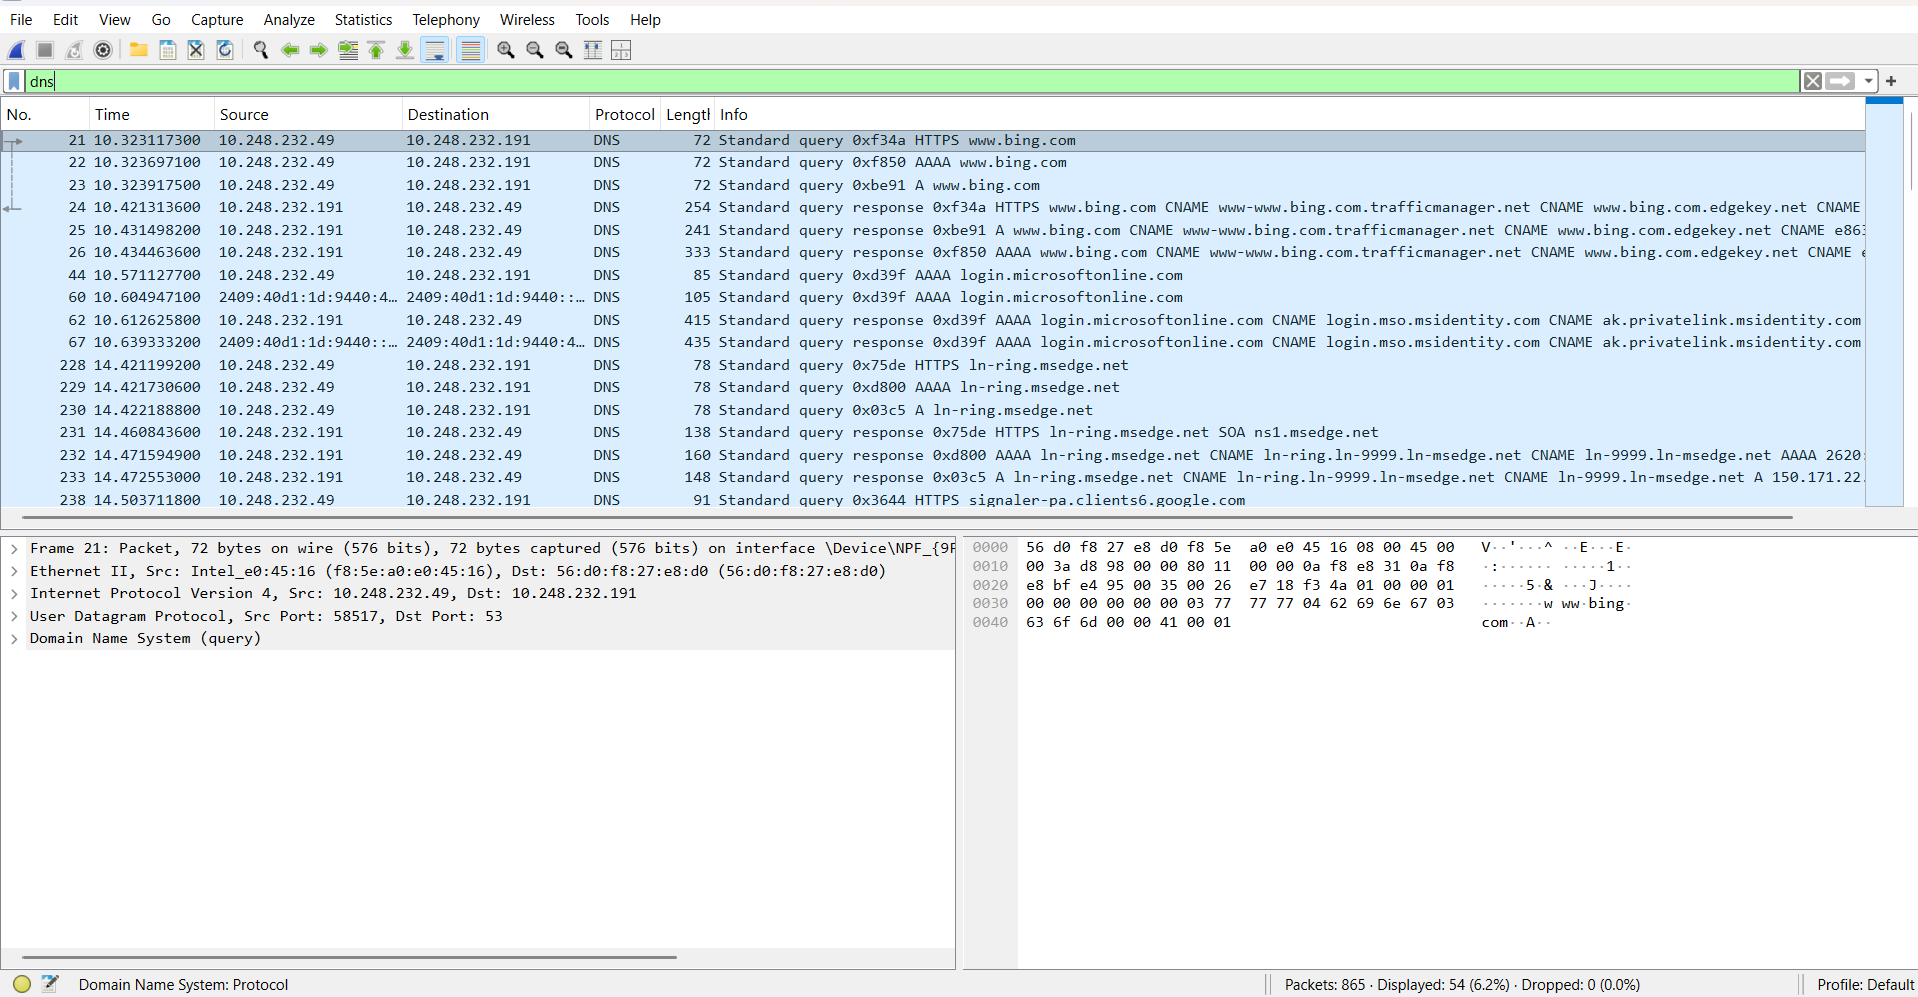 File Edit View Go Capture Analyze Statistics Telephony Wireless Tools Help
dns
No. Time Source Destination Protocol Length Info
21 10.323117300 10.248.232.49 10.248.232.191 DNS 72 Standard query 0xf34a HTTPS www.bing.com
22 10.323697100 10.248.232.49 10.248.232.191 DNS 72 Standard query 0xf850 AAAA www.bing.com
23 10.323917500 10.248.232.49 10.248.232.191 DNS 72 Standard query 0xbe91 A www.bing.com
24 10.421313600 10.248.232.191 10.248.232.49 DNS 254 Standard query response 0xf34a HTTPS www.bing.com CNAME www-www.bing.com.trafficmanager.net CNAME www.bing.com.edgekey.net CNAME
25 10.431498200 10.248.232.191 10.248.232.49 DNS 241 Standard query response 0xbe91 A www.bing.com CNAME www-www.bing.com.trafficmanager.net CNAME www.bing.com.edgekey.net CNAME e863
26 10.434463600 10.248.232.191 10.248.232.49 DNS 333 Standard query response 0xf850 AAAA www.bing.com CNAME www-www.bing.com.trafficmanager.net CNAME www.bing.com.edgekey.net CNAME e
44 10.571127700 10.248.232.49 10.248.232.191 DNS 85 Standard query 0xd39f AAAA login.microsoftonline.com
60 10.604947100 2409:40d1:1d:9440:4… 2409:40d1:1d:9440::… DNS 105 Standard query 0xd39f AAAA login.microsoftonline.com
62 10.612625800 10.248.232.191 10.248.232.49 DNS 415 Standard query response 0xd39f AAAA login.microsoftonline.com CNAME login.mso.msidentity.com CNAME ak.privatelink.msidentity.com
67 10.639333200 2409:40d1:1d:9440::… 2409:40d1:1d:9440:4… DNS 435 Standard query response 0xd39f AAAA login.microsoftonline.com CNAME login.mso.msidentity.com CNAME ak.privatelink.msidentity.com
228 14.421199200 10.248.232.49 10.248.232.191 DNS 78 Standard query 0x75de HTTPS ln-ring.msedge.net
229 14.421730600 10.248.232.49 10.248.232.191 DNS 78 Standard query 0xd800 AAAA ln-ring.msedge.net
230 14.422188800 10.248.232.49 10.248.232.191 DNS 78 Standard query 0x03c5 A ln-ring.msedge.net
231 14.460843600 10.248.232.191 10.248.232.49 DNS 138 Standard query response 0x75de HTTPS ln-ring.msedge.net SOA ns1.msedge.net
232 14.471594900 10.248.232.191 10.248.232.49 DNS 160 Standard query response 0xd800 AAAA ln-ring.msedge.net CNAME ln-ring.ln-9999.ln-msedge.net CNAME ln-9999.ln-msedge.net AAAA 2620:
233 14.472553000 10.248.232.191 10.248.232.49 DNS 148 Standard query response 0x03c5 A ln-ring.msedge.net CNAME ln-ring.ln-9999.ln-msedge.net CNAME ln-9999.ln-msedge.net A 150.171.22.
238 14.503711800 10.248.232.49 10.248.232.191 DNS 91 Standard query 0x3644 HTTPS signaler-pa.clients6.google.com
Frame 21: Packet, 72 bytes on wire (576 bits), 72 bytes captured (576 bits) on interface \Device\NPF_{9F
Ethernet II, Src: Intel_e0:45:16 (f8:5e:a0:e0:45:16), Dst: 56:d0:f8:27:e8:d0 (56:d0:f8:27:e8:d0)
Internet Protocol Version 4, Src: 10.248.232.49, Dst: 10.248.232.191
User Datagram Protocol, Src Port: 58517, Dst Port: 53
Domain Name System (query)
0000 56 d0 f8 27 e8 d0 f8 5e a0 e0 45 16 08 00 45 00 V··'···^ ··E···E·
0010 00 3a d8 98 00 00 80 11 00 00 0a f8 e8 31 0a f8 ·:······ ·····1··
0020 e8 bf e4 95 00 35 00 26 e7 18 f3 4a 01 00 00 01 ·····5·& ···J····
0030 00 00 00 00 00 00 03 77 77 77 04 62 69 6e 67 03 ·······w ww·bing·
0040 63 6f 6d 00 00 41 00 01 com··A··
Domain Name System: Protocol
Packets: 865 · Displayed: 54 (6.2%) · Dropped: 0 (0.0%)
Profile: Default